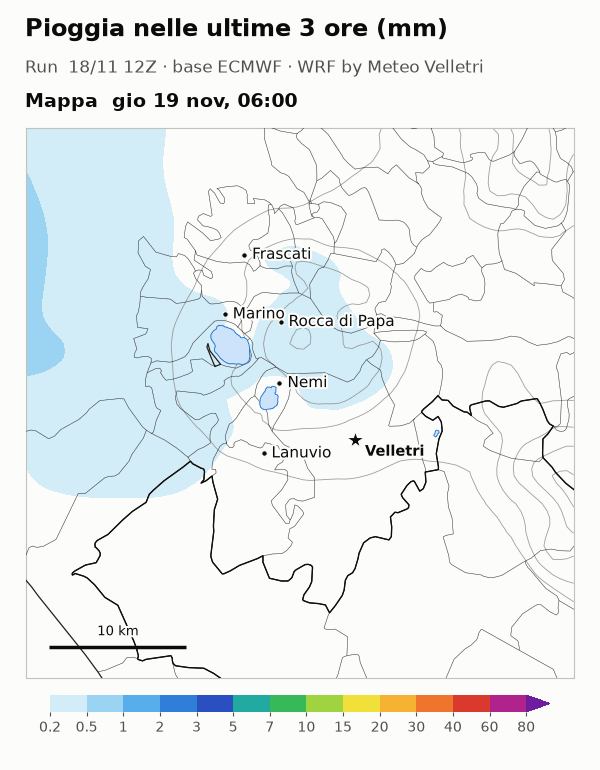 Pioggia nelle ultime 3 ore (mm)
Run  18/11 12Z · base ECMWF · WRF by Meteo Velletri
Mappa  gio 19 nov, 06:00
Frascati
Marino
Rocca di Papa
Nemi
Velletri
Lanuvio
10 km
0.2 0.5 1 2 3 5 7 10 15 20 30 40 60 80